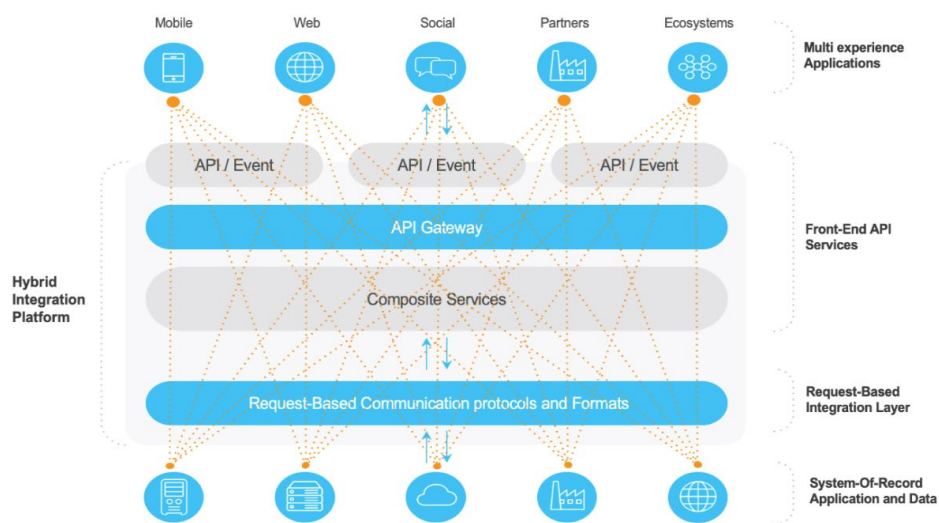 Mobile
Web
Social
Partners
Ecosystems
Multi experience
Applications
API / Event
API / Event
API / Event
API Gateway
Front-End API
Services
Hybrid
Integration
Platform
Composite Services
Request-Based Communication protocols and Formats
Request-Based
Integration Layer
System-Of-Record
Application and Data